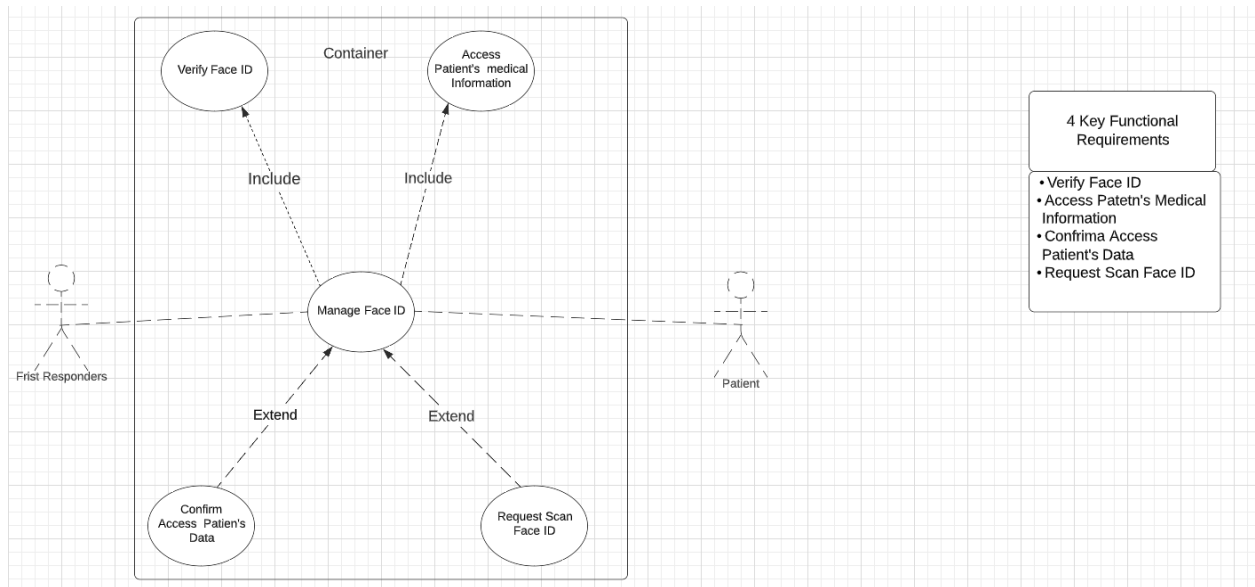 Container
Verify Face ID
Access
Patient's medical
Information
Include
Include
Manage Face ID
Frist Responders
Patient
Extend
Extend
Confirm
Access Patien's
Data
Request Scan
Face ID
4 Key Functional
Requirements
• Verify Face ID
• Access Patetn's Medical
Information
• Confrima Access
Patient's Data
• Request Scan Face ID